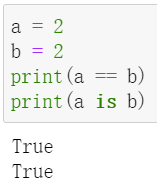 a = 2
b = 2
print(a == b)
print(a is b)
True
True